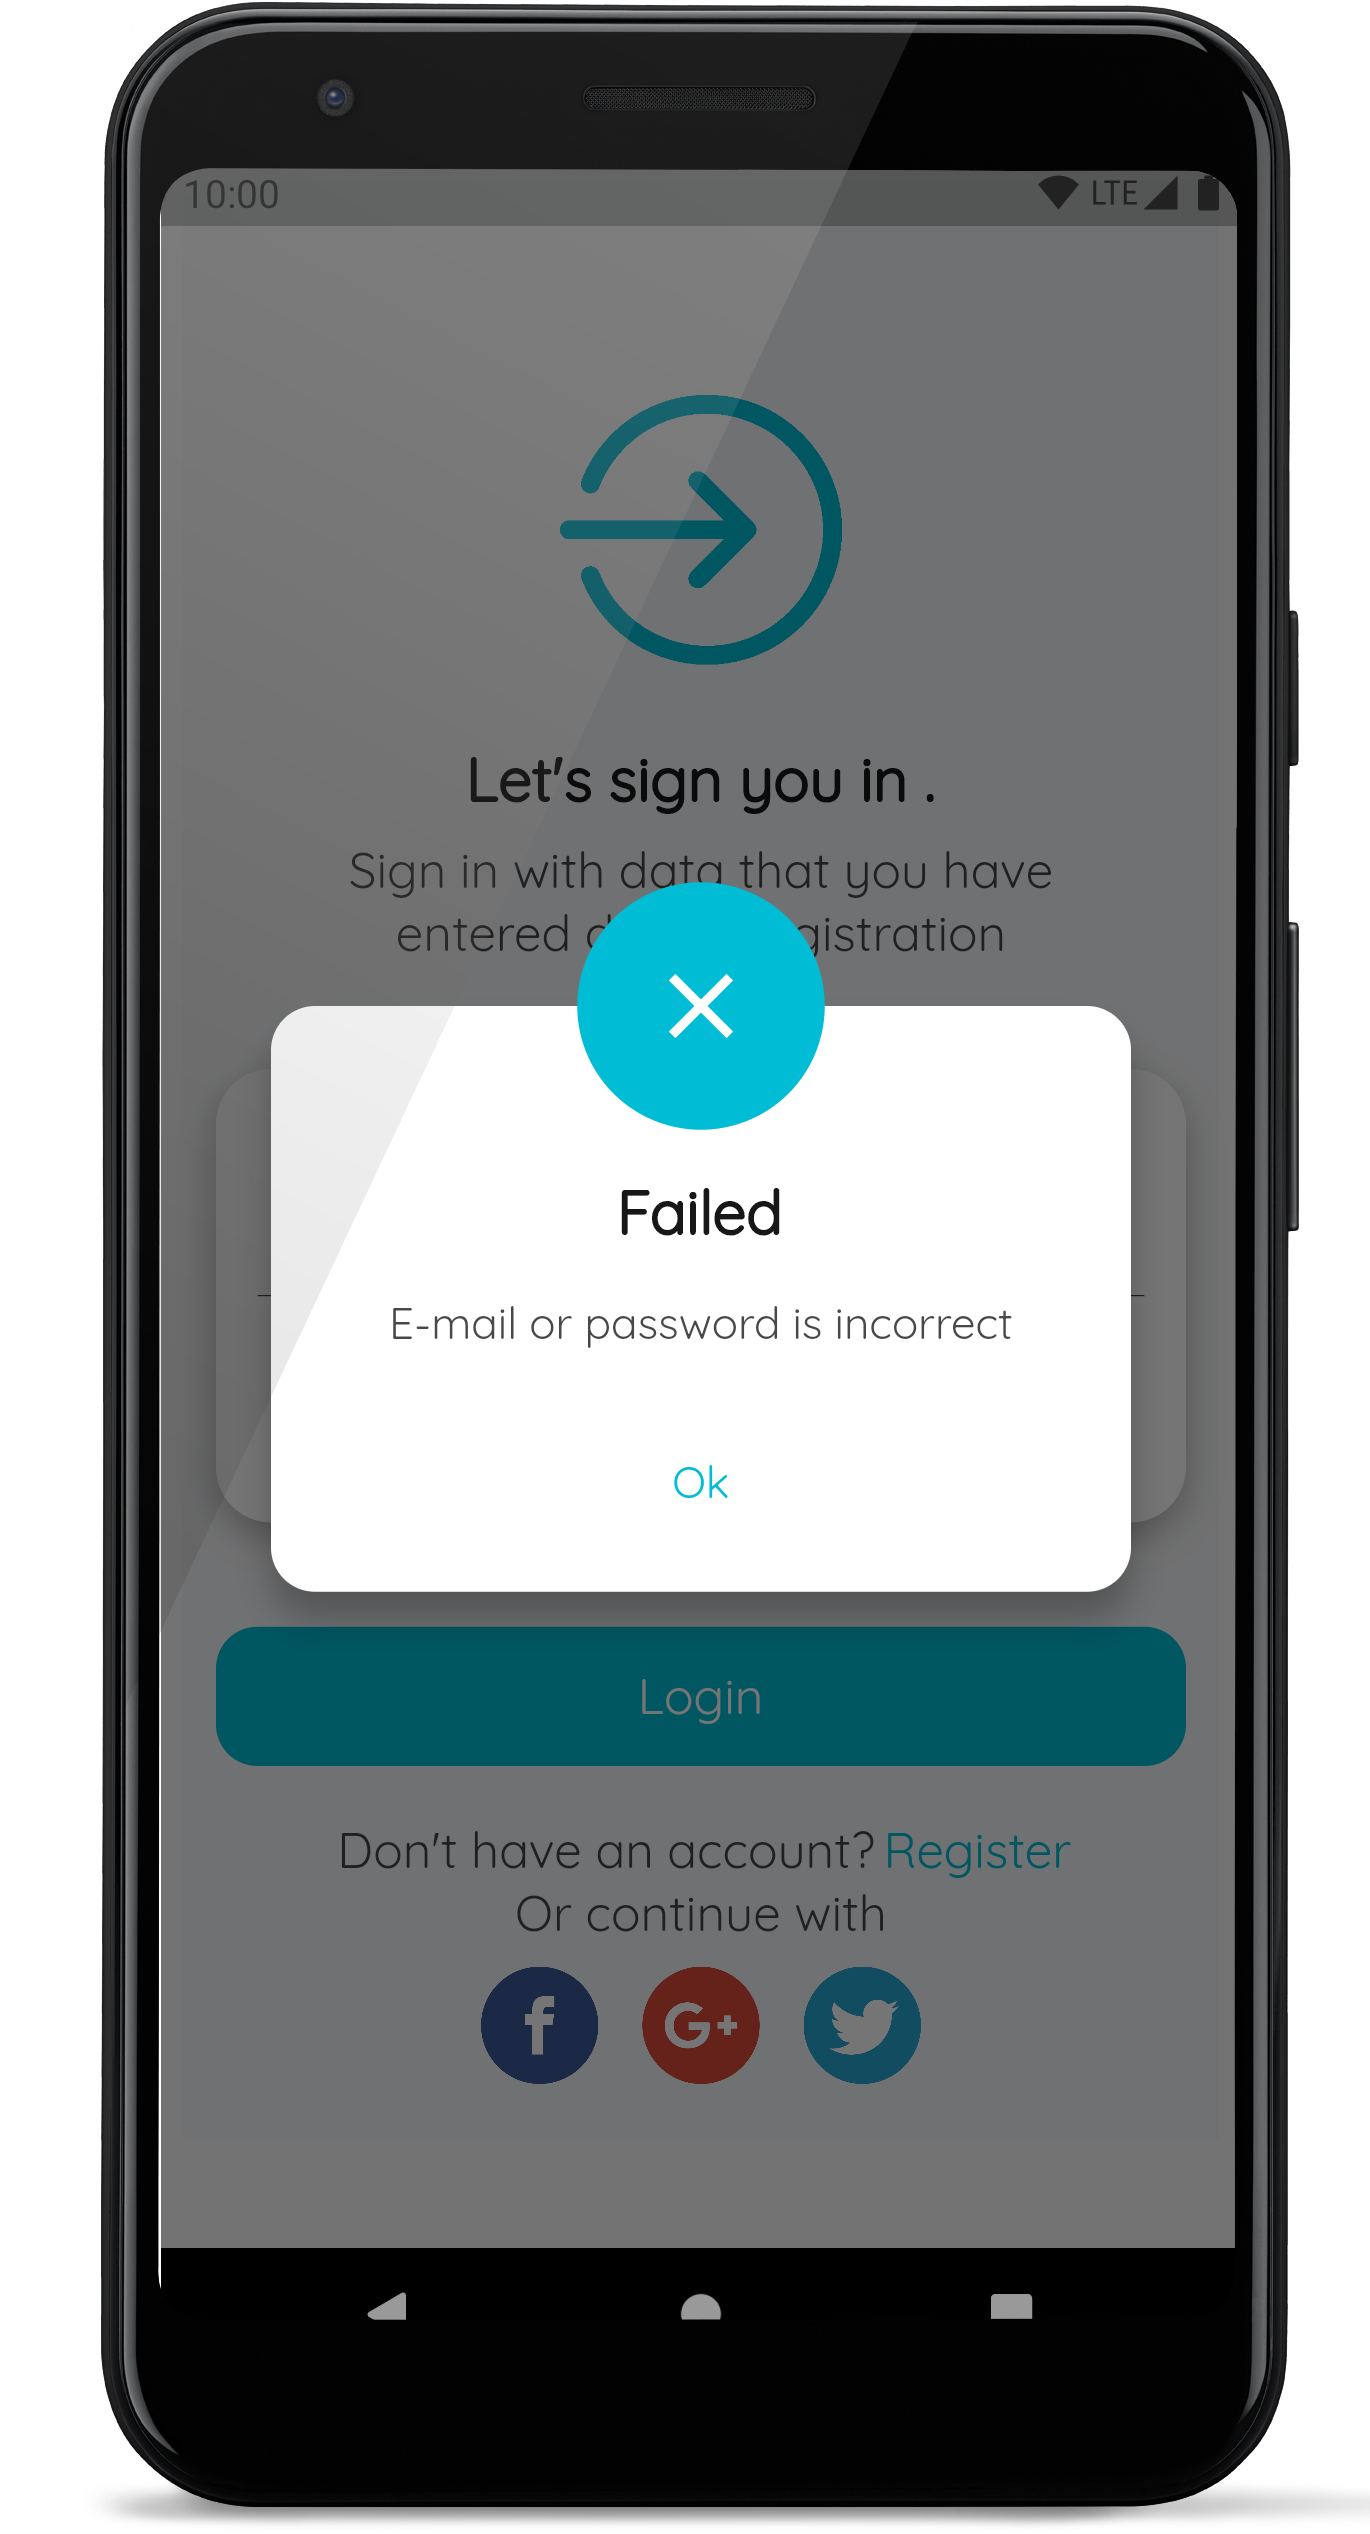 10:00 LTE
Let's sign you in .
Sign in with data that you have
entered gistration
Failed
E-mail or password is incorrect
Ok
Login
Don't have an account? Register
Or continue with
f G+